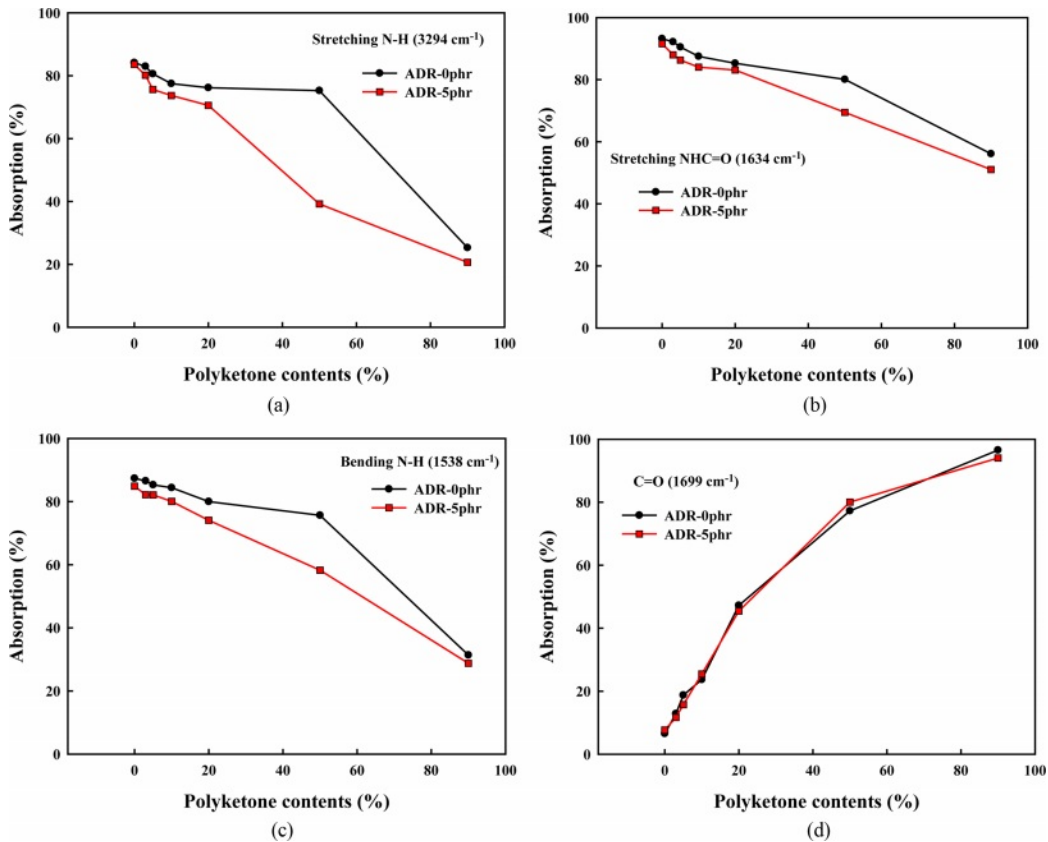 100
80
60
40
20
0
Absorption (%)
Stretching N-H (3294 cm⁻¹)
ADR-0phr
ADR-5phr
0 20 40 60 80 100
Polyketone contents (%)
(a)
100
80
60
40
20
0
Absorption (%)
Stretching NHC=O (1634 cm⁻¹)
ADR-0phr
ADR-5phr
0 20 40 60 80 100
Polyketone contents (%)
(b)
100
80
60
40
20
0
Absorption (%)
Bending N-H (1538 cm⁻¹)
ADR-0phr
ADR-5phr
0 20 40 60 80 100
Polyketone contents (%)
(c)
100
80
60
40
20
0
Absorption (%)
C=O (1699 cm⁻¹)
ADR-0phr
ADR-5phr
0 20 40 60 80 100
Polyketone contents (%)
(d)